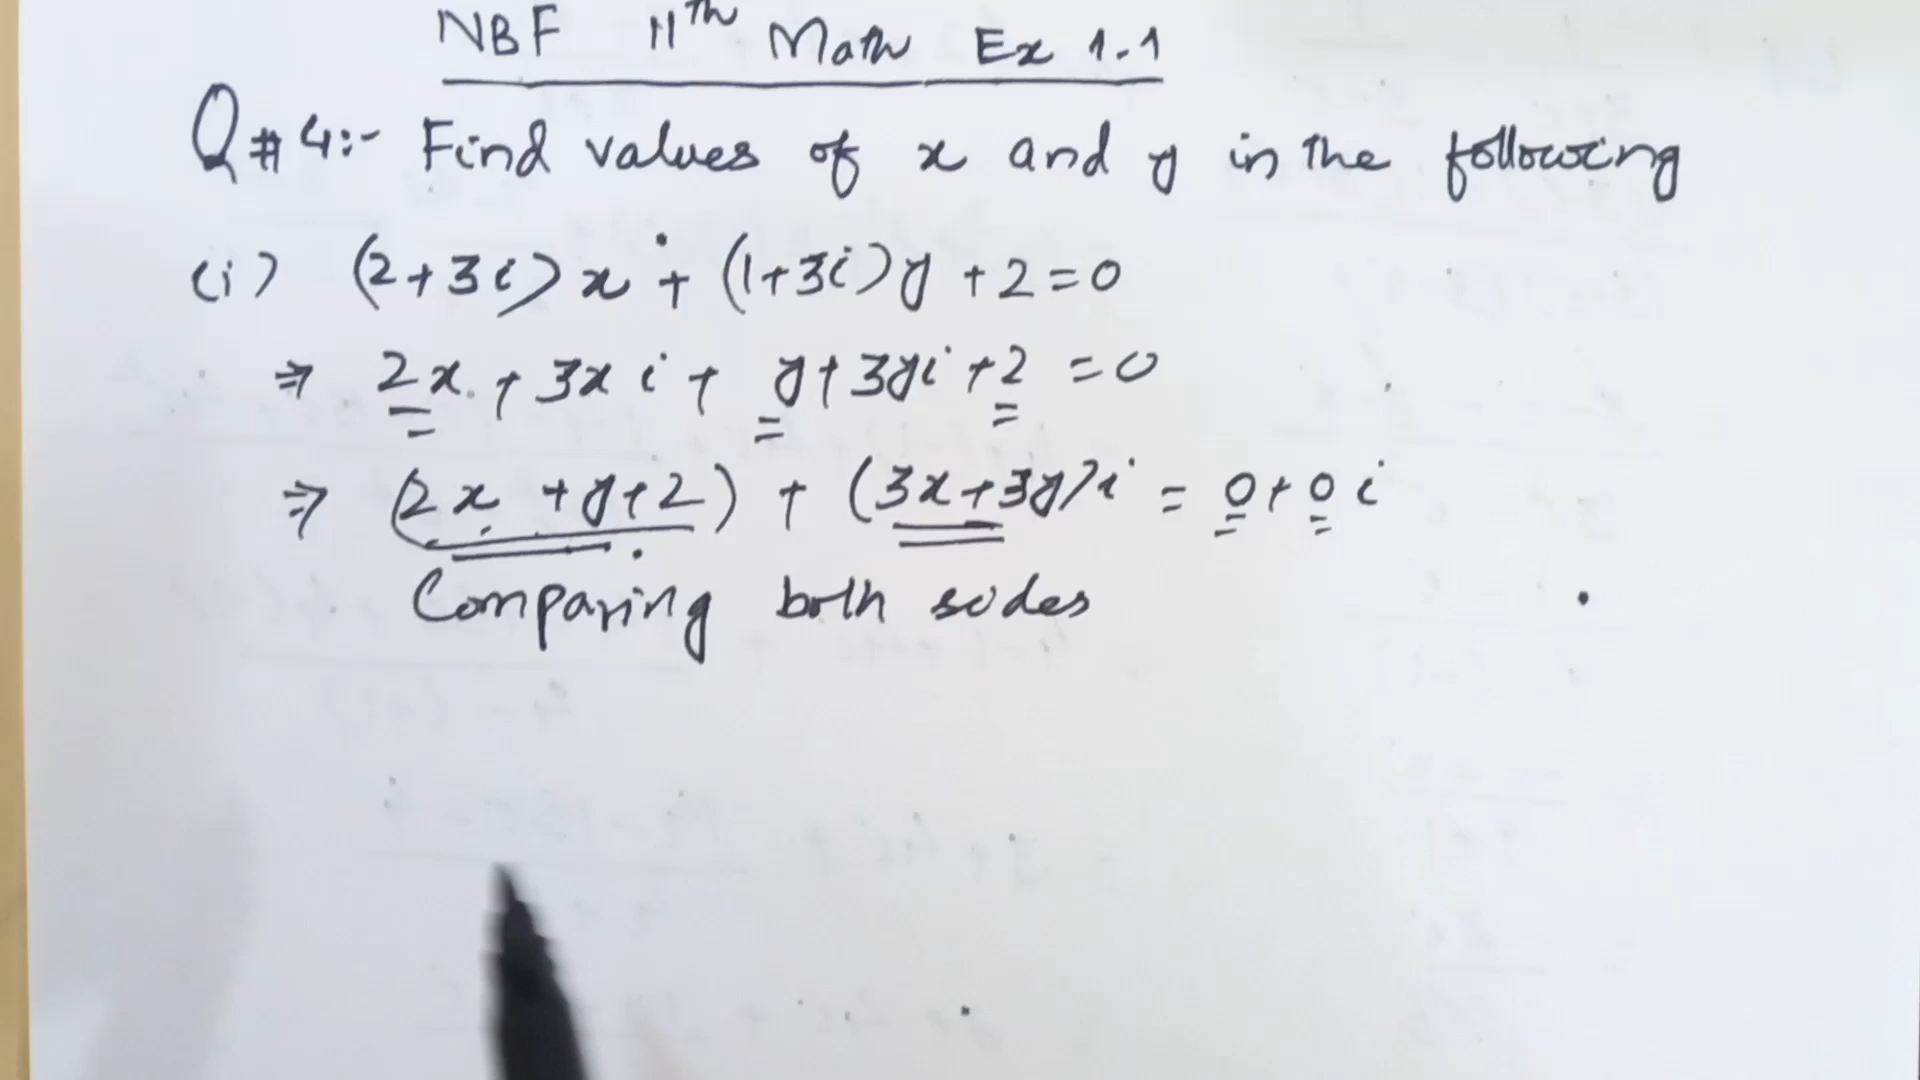 NBF 11th Math Ex 1.1
Q#4:- Find values of x and y in the following
(i) (2+3i)x + (1+3i)y +2=0
⇒ 2x + 3xi + y+3yi +2 =0
⇒ (2x +y+2) + (3x+3y)i = 0+0i
Comparing both sides